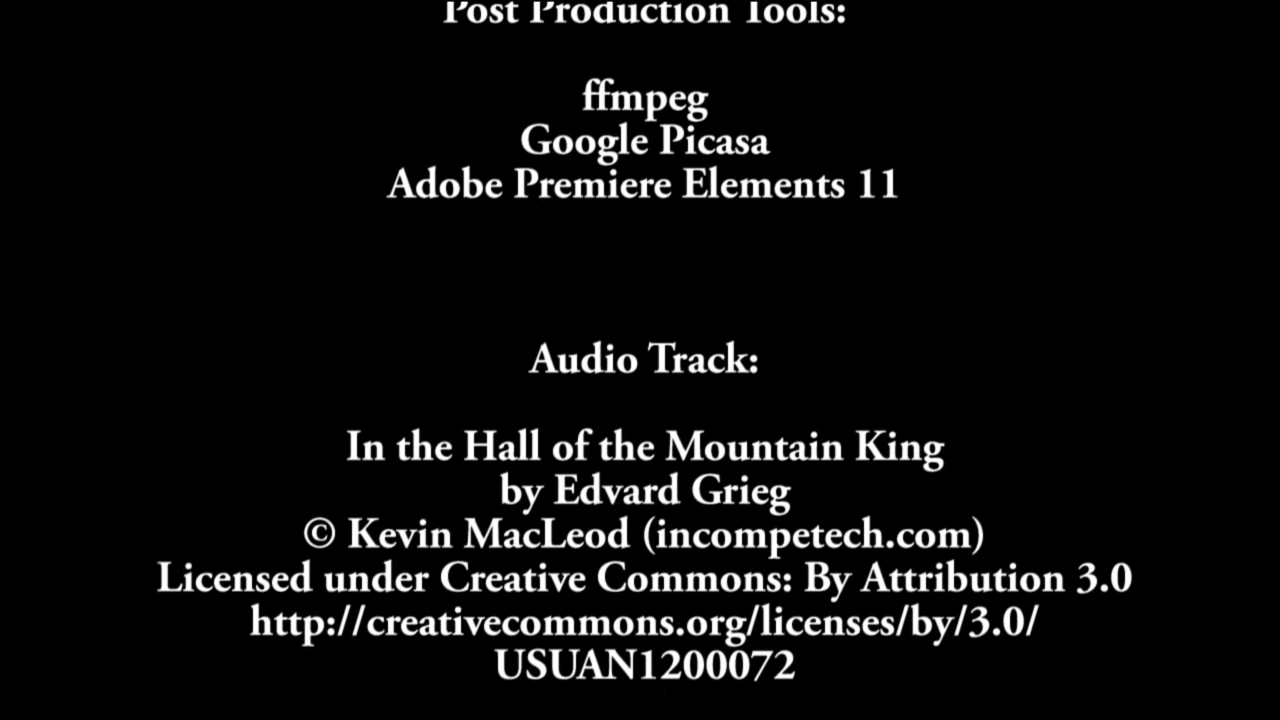 Post Production Tools:
ffmpeg
Google Picasa
Adobe Premiere Elements 11
Audio Track:
In the Hall of the Mountain King
by Edvard Grieg
© Kevin MacLeod (incompetech.com)
Licensed under Creative Commons: By Attribution 3.0
http://creativecommons.org/licenses/by/3.0/
USUAN1200072